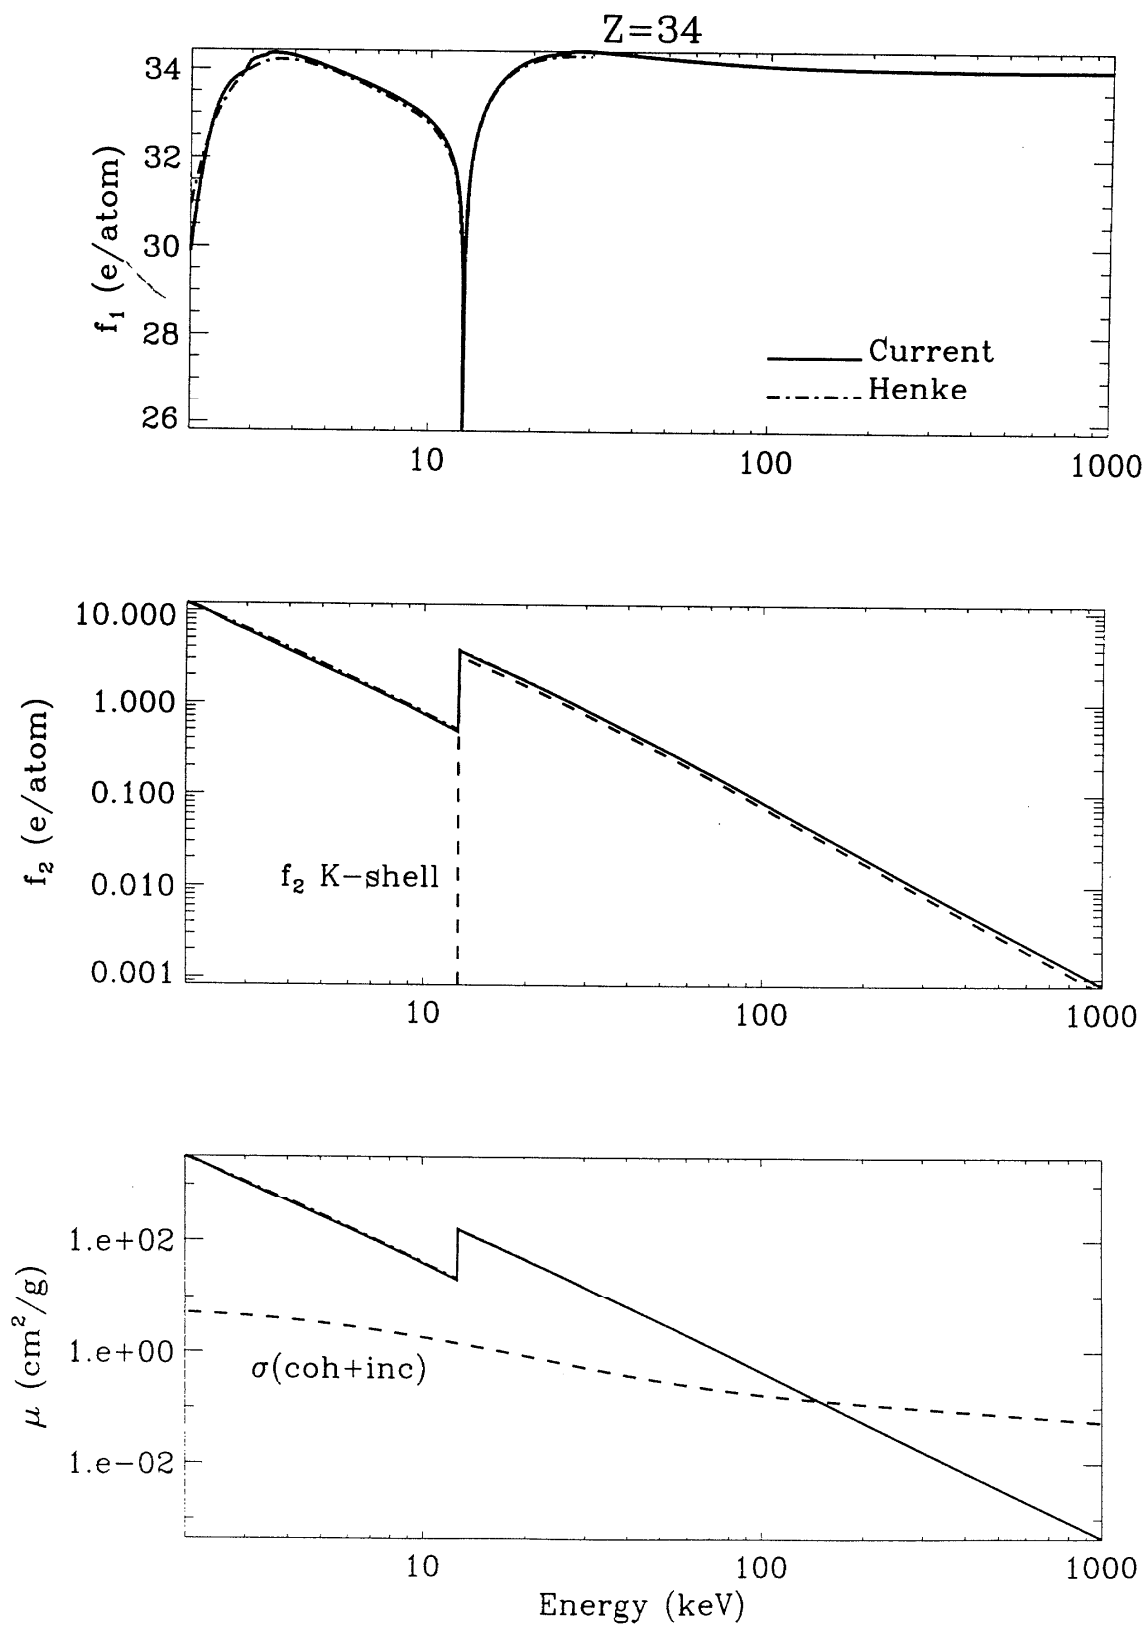 Z=34
34
32
30
28
26
f₁ (e/atom)
Current
Henke
10 100 1000
10.000
1.000
0.100
0.010
0.001
f₂ (e/atom)
f₂ K-shell
10 100 1000
1.e+02
1.e+00
1.e-02
μ (cm²/g)
σ(coh+inc)
10 100 1000
Energy (keV)